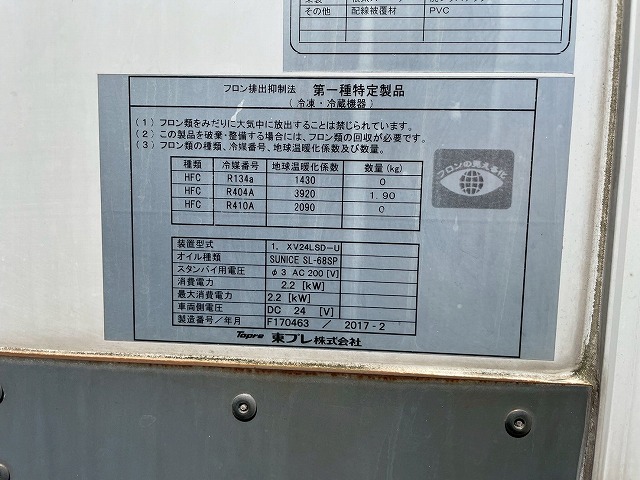 その他 配線被覆材 PVC
フロン排出抑制法 第一種特定製品
(冷凍・冷蔵機器)
(1) フロン類をみだりに大気中に放出することは禁じられています。
(2) この製品を破棄・整備する場合には、フロン類の回収が必要です。
(3) フロン類の種類、冷媒番号、地球温暖化係数及び数量。
種類 冷媒番号 地球温暖化係数 数量 (kg)
HFC R134a 1430 0
HFC R404A 3920 1.90
HFC R410A 2090 0
フロンの見える化
装置型式 1. XV24LSD-U
オイル種類 SUNICE SL-68SP
スタンバイ用電圧 φ3 AC 200 [V]
消費電力 2.2 [kW]
最大消費電力 2.2 [kW]
車両側電圧 DC 24 [V]
製造番号/年月 F170463 / 2017-2
Topre 東プレ株式会社